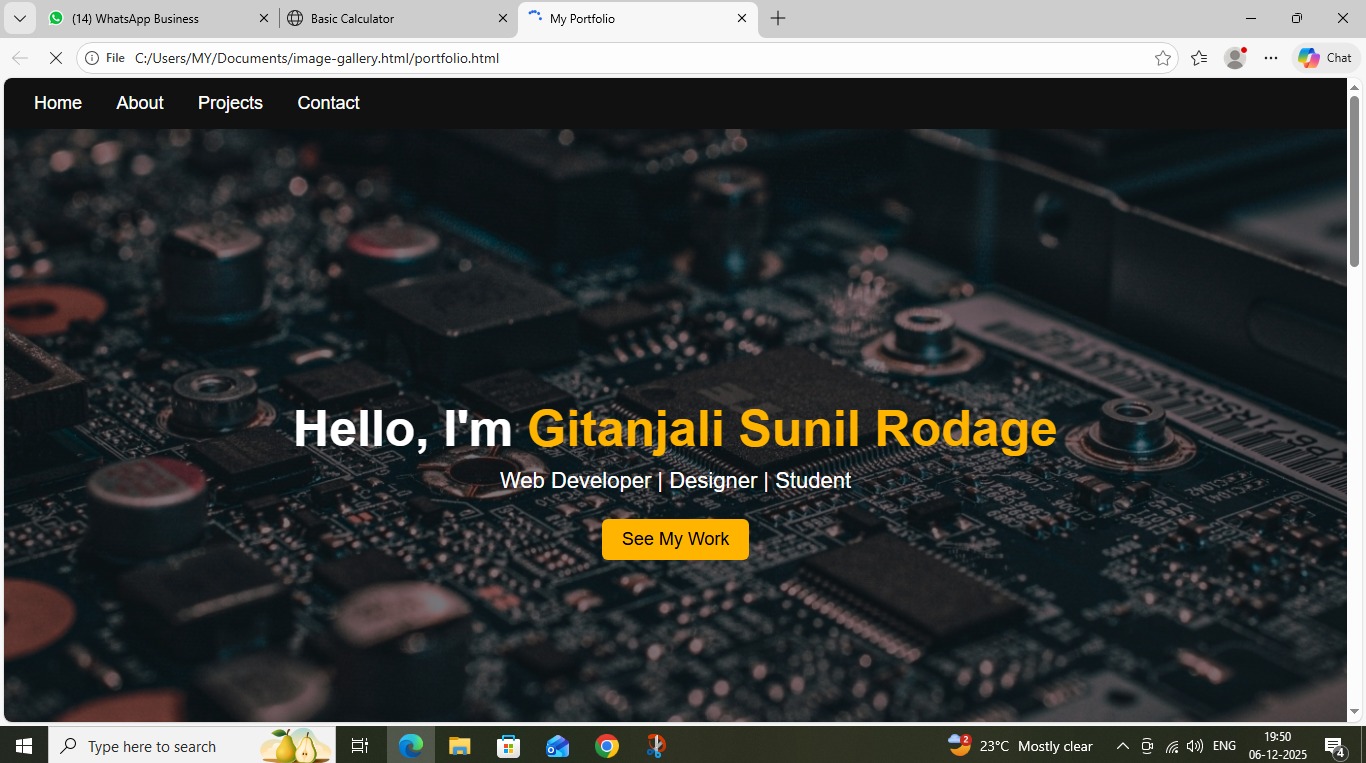 (14) WhatsApp Business
Basic Calculator
My Portfolio
File C:/Users/MY/Documents/image-gallery.html/portfolio.html
Chat
Home About Projects Contact
Hello, I'm Gitanjali Sunil Rodage
Web Developer | Designer | Student
See My Work
Type here to search
2
23°C Mostly clear
ENG
19:50
06-12-2025
4